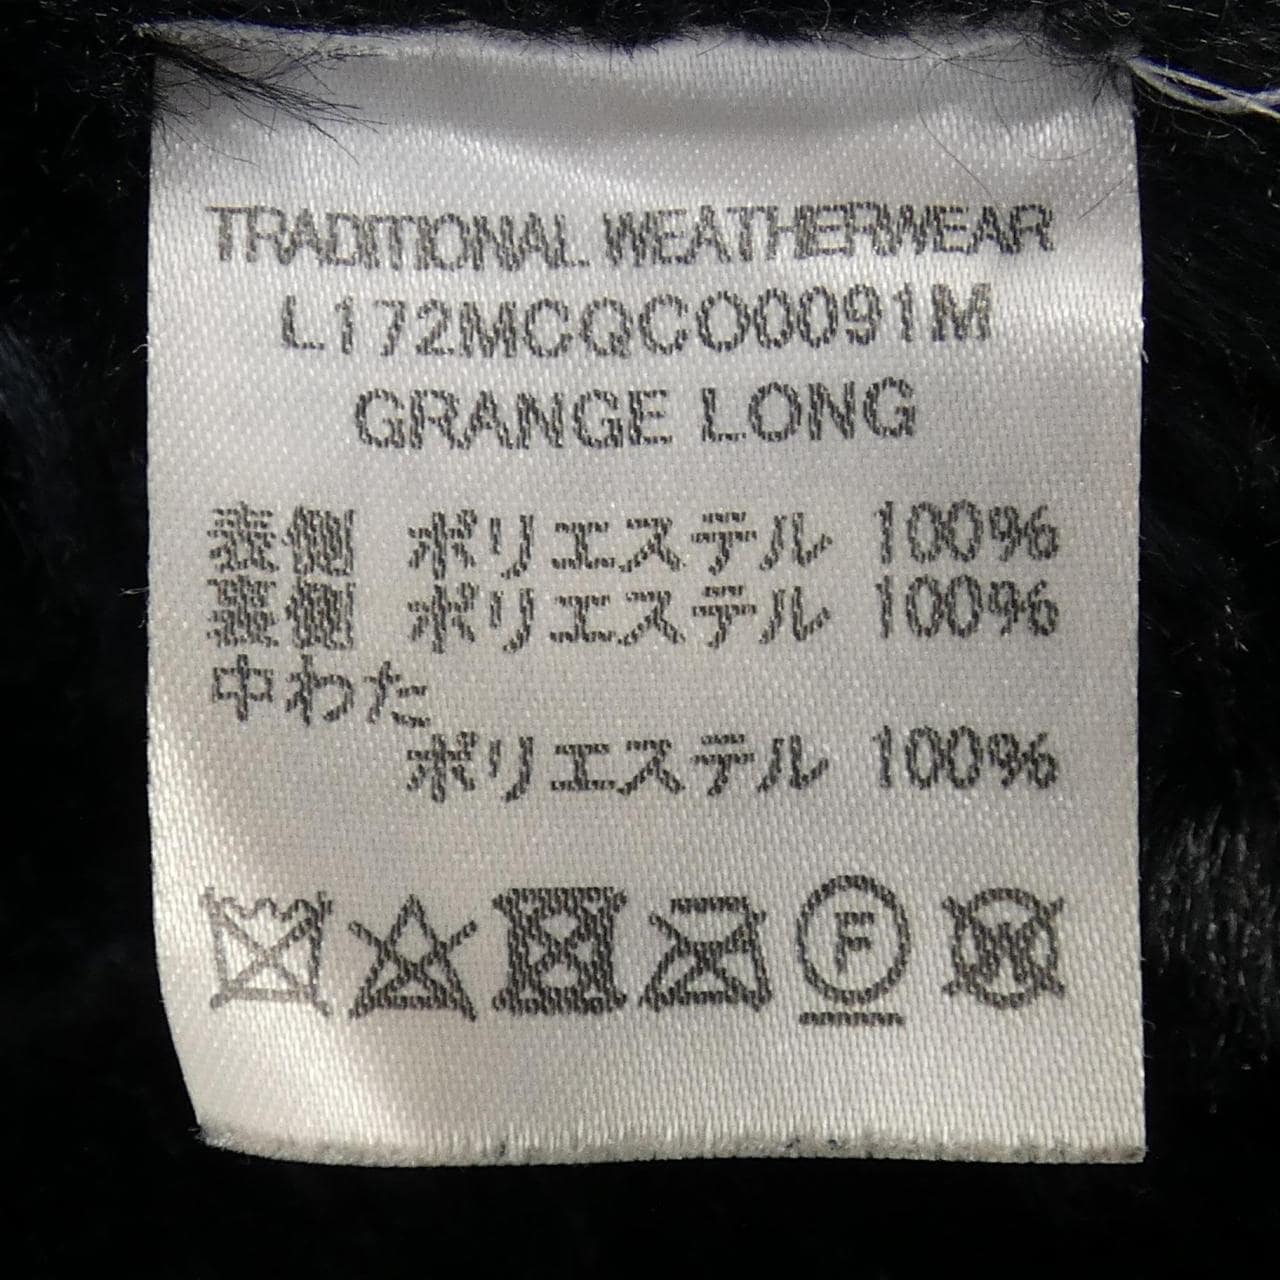 TRADITIONAL WEATHERWEAR
L172MCQCO0091M
GRANGE LONG
表側 ポリエステル 100%
裏側 ポリエステル 100%
中わた
ポリエステル 100%
F
W